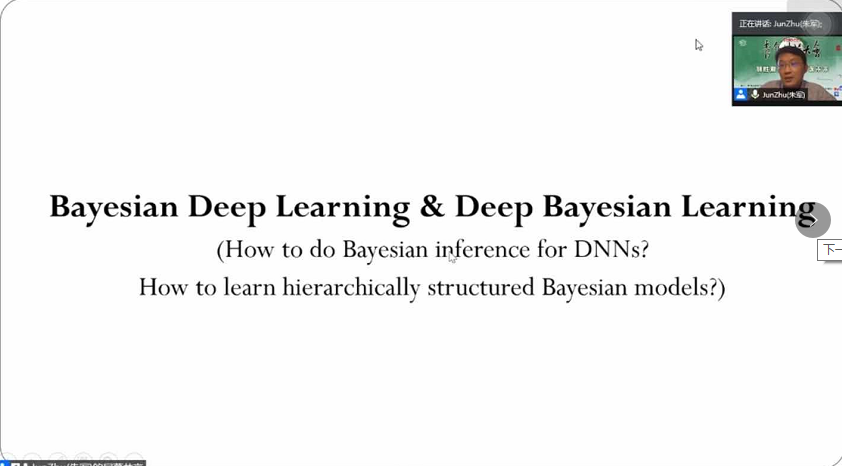 正在讲话: JunZhu(朱军);
JunZhu(朱军)
Bayesian Deep Learning & Deep Bayesian Learning
(How to do Bayesian inference for DNNs?
How to learn hierarchically structured Bayesian models?)
下一